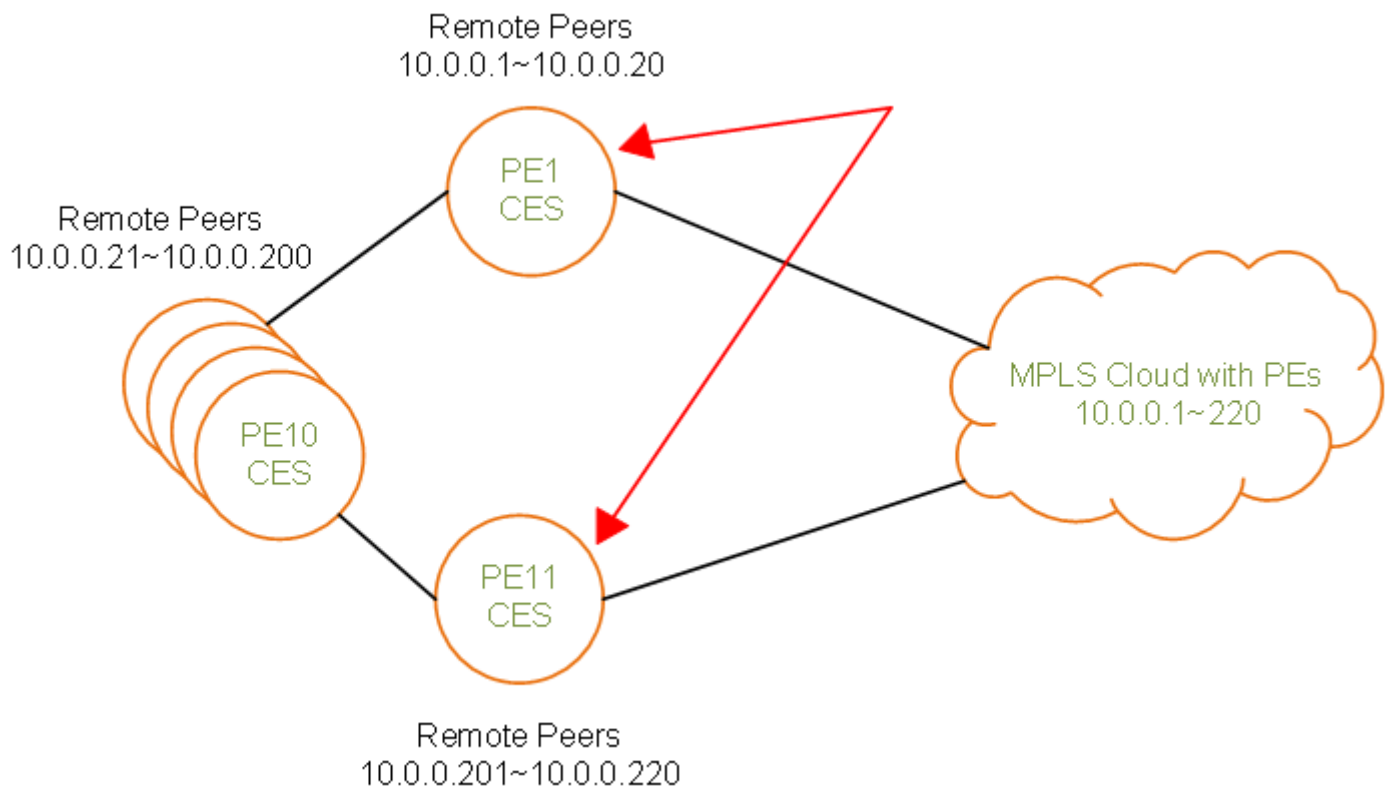 Remote Peers
10.0.0.1~10.0.0.20
PE1
CES
Remote Peers
10.0.0.21~10.0.0.200
MPLS Cloud with PEs
10.0.0.1~220
PE10
CES
PE11
CES
Remote Peers
10.0.0.201~10.0.0.220